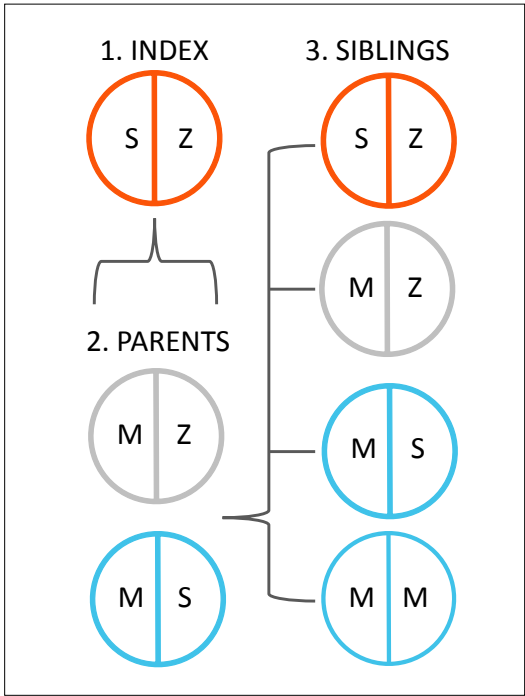 1. INDEX
S Z
2. PARENTS
M Z
M S
3. SIBLINGS
S Z
M Z
M S
M M